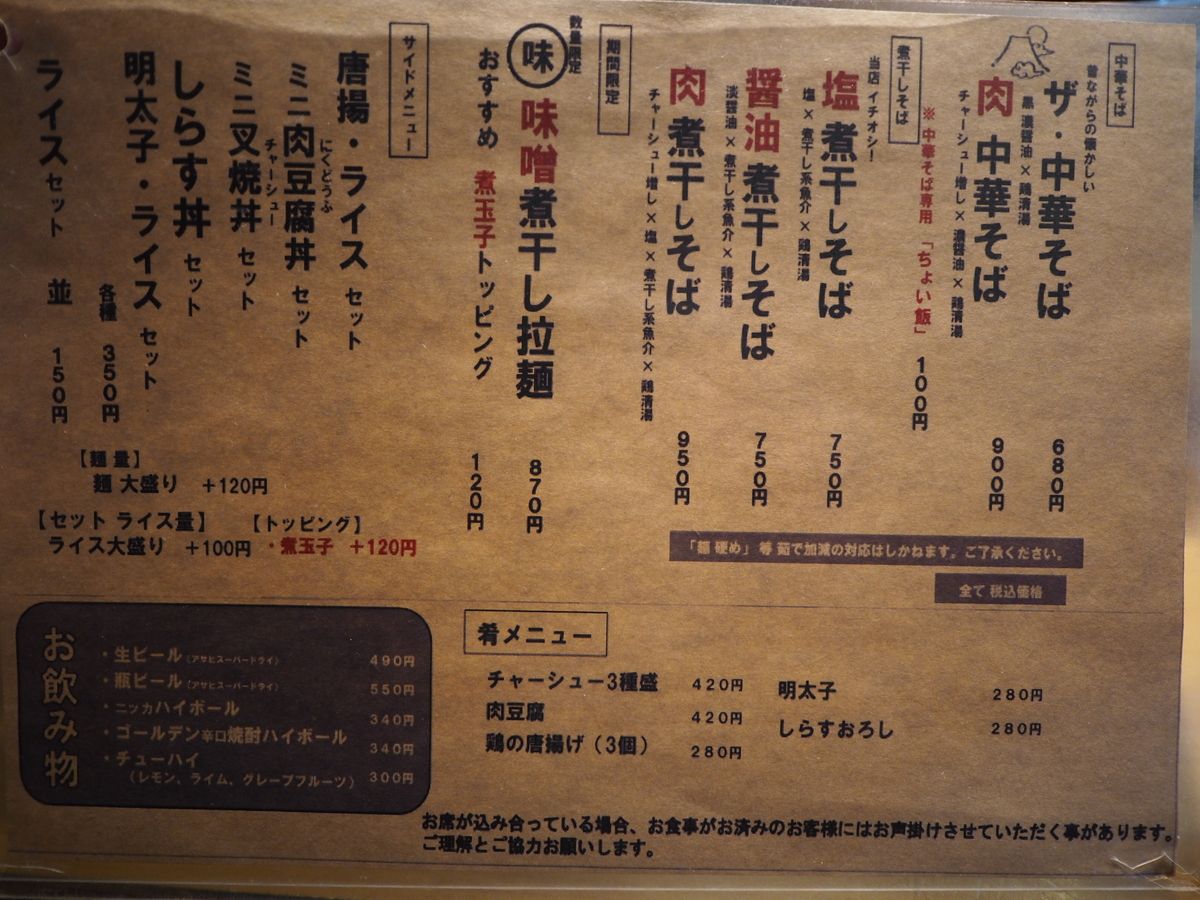 中華そば
昔ながらの懐かしい
ザ・中華そば 680円
黒濃醤油×鶏清湯
肉 中華そば 900円
チャーシュー増し×濃醤油×鶏清湯
※中華そば専用「ちょい飯」 100円
煮干しそば
当店イチオシ!
塩 煮干しそば 750円
塩×煮干し系魚介×鶏清湯
醤油 煮干しそば 750円
淡醤油×煮干し系魚介×鶏清湯
肉 煮干しそば 950円
チャーシュー増し×塩×煮干し系魚介×鶏清湯
期間限定
数量限定
味 味噌煮干し拉麺 870円
おすすめ 煮玉子トッピング 120円
サイドメニュー
唐揚・ライス セット
にくどうふ
ミニ肉豆腐丼 セット
チャーシュー
ミニ叉焼丼 セット
しらす丼 セット
明太子・ライス セット
各種 350円
ライスセット 並 150円
【麺量】
麺 大盛り +120円
【セット ライス量】 【トッピング】
ライス大盛り +100円 ・煮玉子 +120円
「麺 硬め」 等 茹で加減の対応はしかねます。ご了承ください。
全て 税込価格
お飲み物
・生ビール(アサヒスーパードライ) 490円
・瓶ビール(アサヒスーパードライ) 550円
・ニッカハイボール 340円
・ゴールデン辛口焼酎ハイボール 340円
・チューハイ 300円
(レモン、ライム、グレープフルーツ)
肴メニュー
チャーシュー3種盛 420円
肉豆腐 420円
鶏の唐揚げ(3個) 280円
明太子 280円
しらすおろし 280円
お席が込み合っている場合、お食事がお済みのお客様にはお声掛けさせていただく事があります。
ご理解とご協力お願いします。